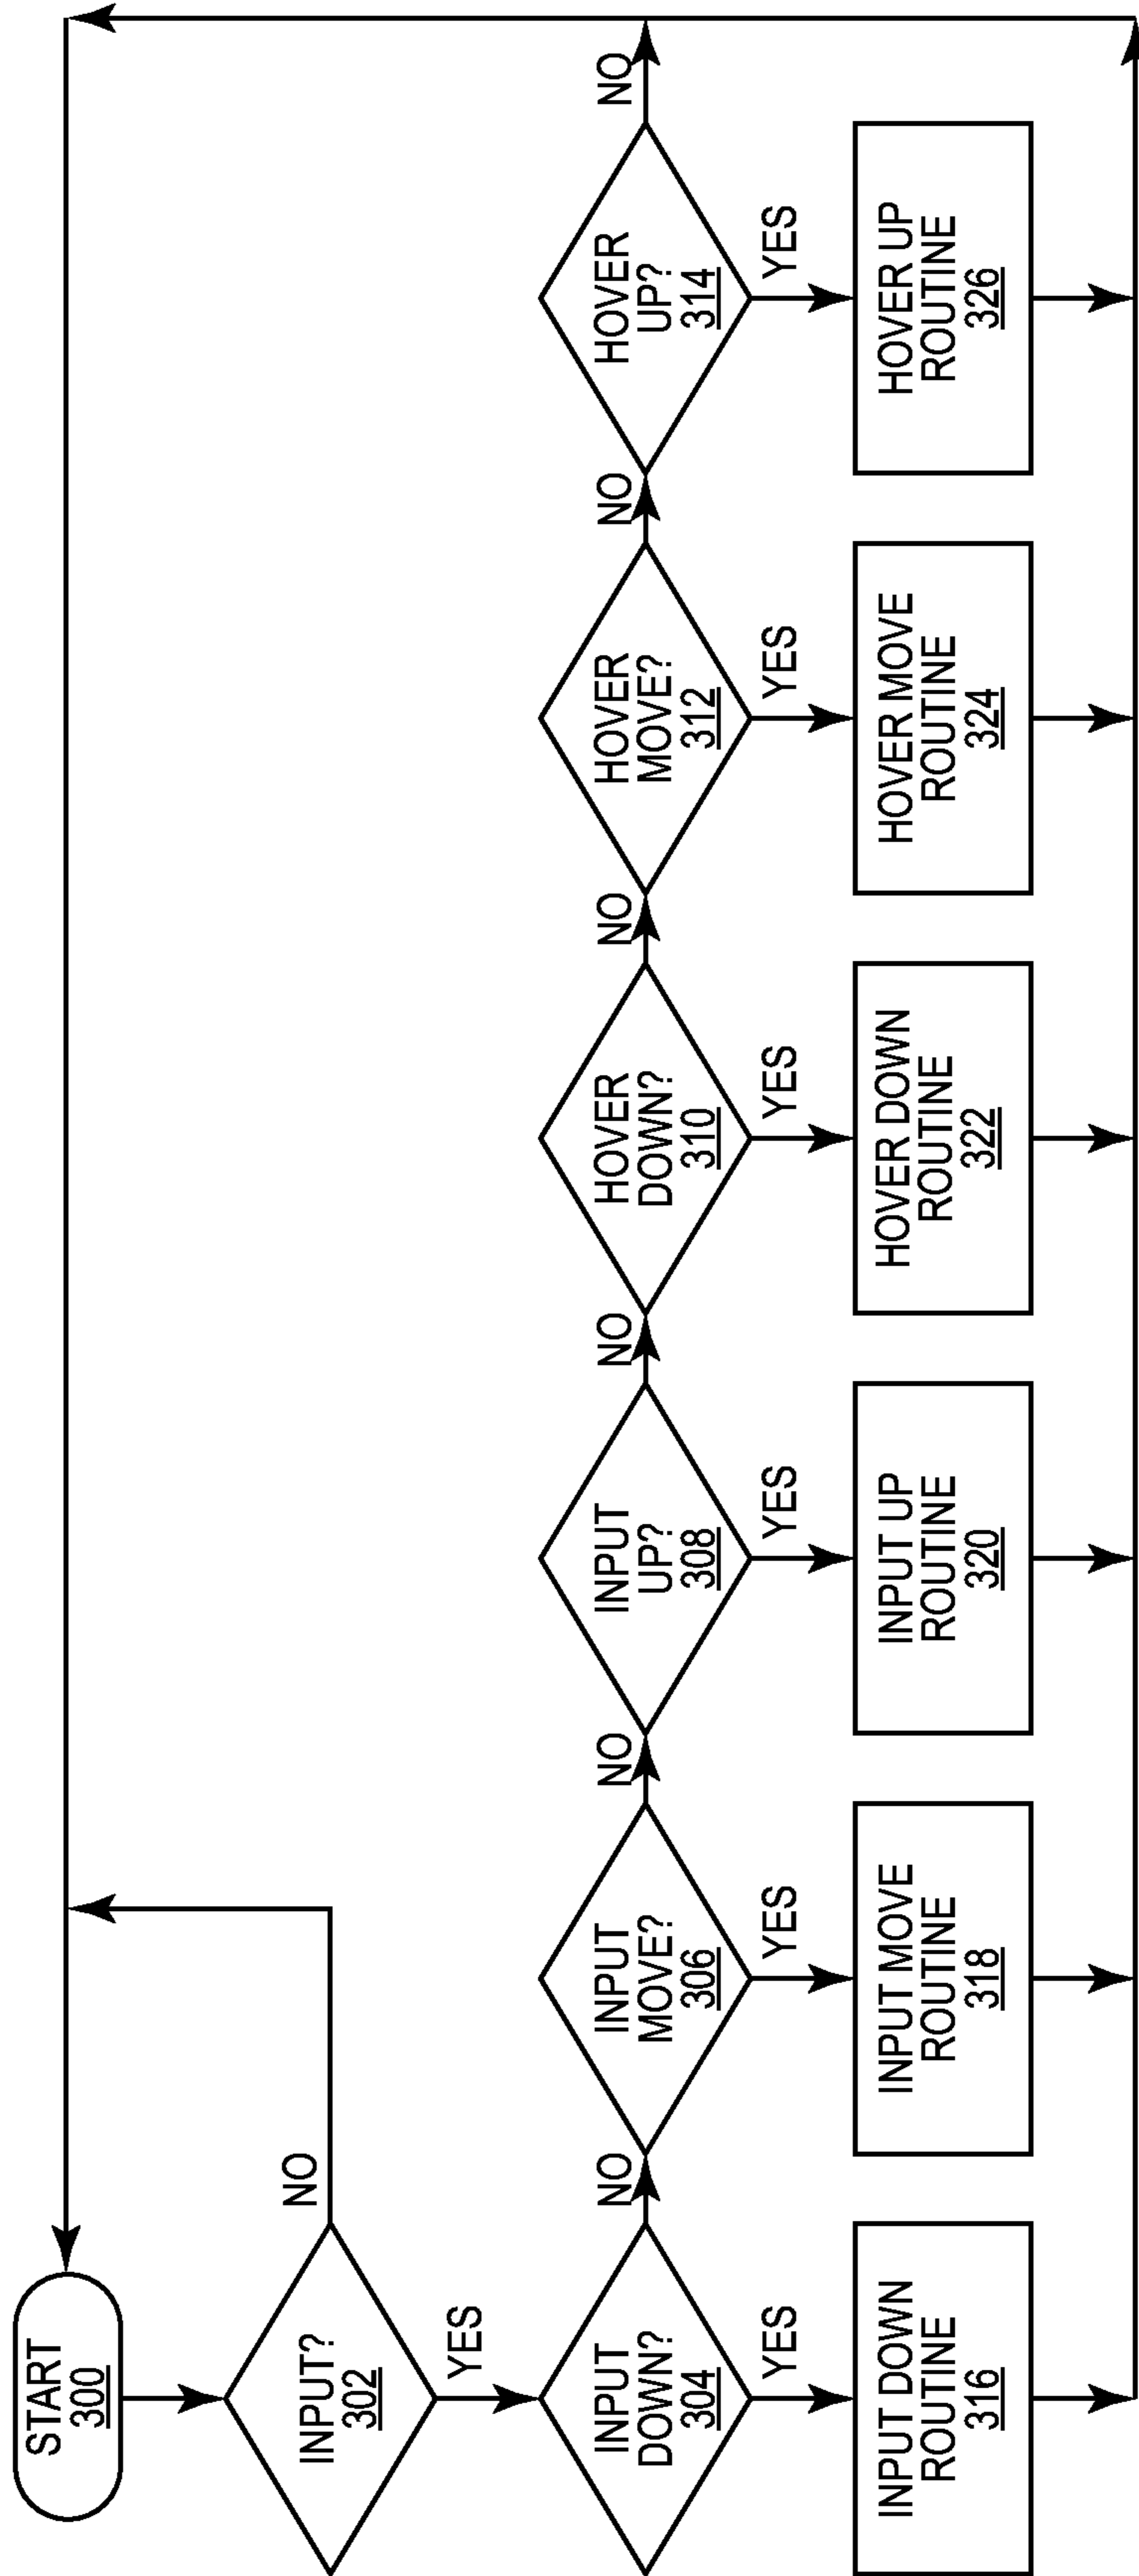 START
300
INPUT?
302
NO
YES
INPUT
DOWN?
304
NO
INPUT
MOVE?
306
NO
INPUT
UP?
308
NO
HOVER
DOWN?
310
NO
HOVER
MOVE?
312
NO
HOVER
UP?
314
NO
YES
YES
YES
YES
YES
YES
INPUT DOWN
ROUTINE
316
INPUT MOVE
ROUTINE
318
INPUT UP
ROUTINE
320
HOVER DOWN
ROUTINE
322
HOVER MOVE
ROUTINE
324
HOVER UP
ROUTINE
326